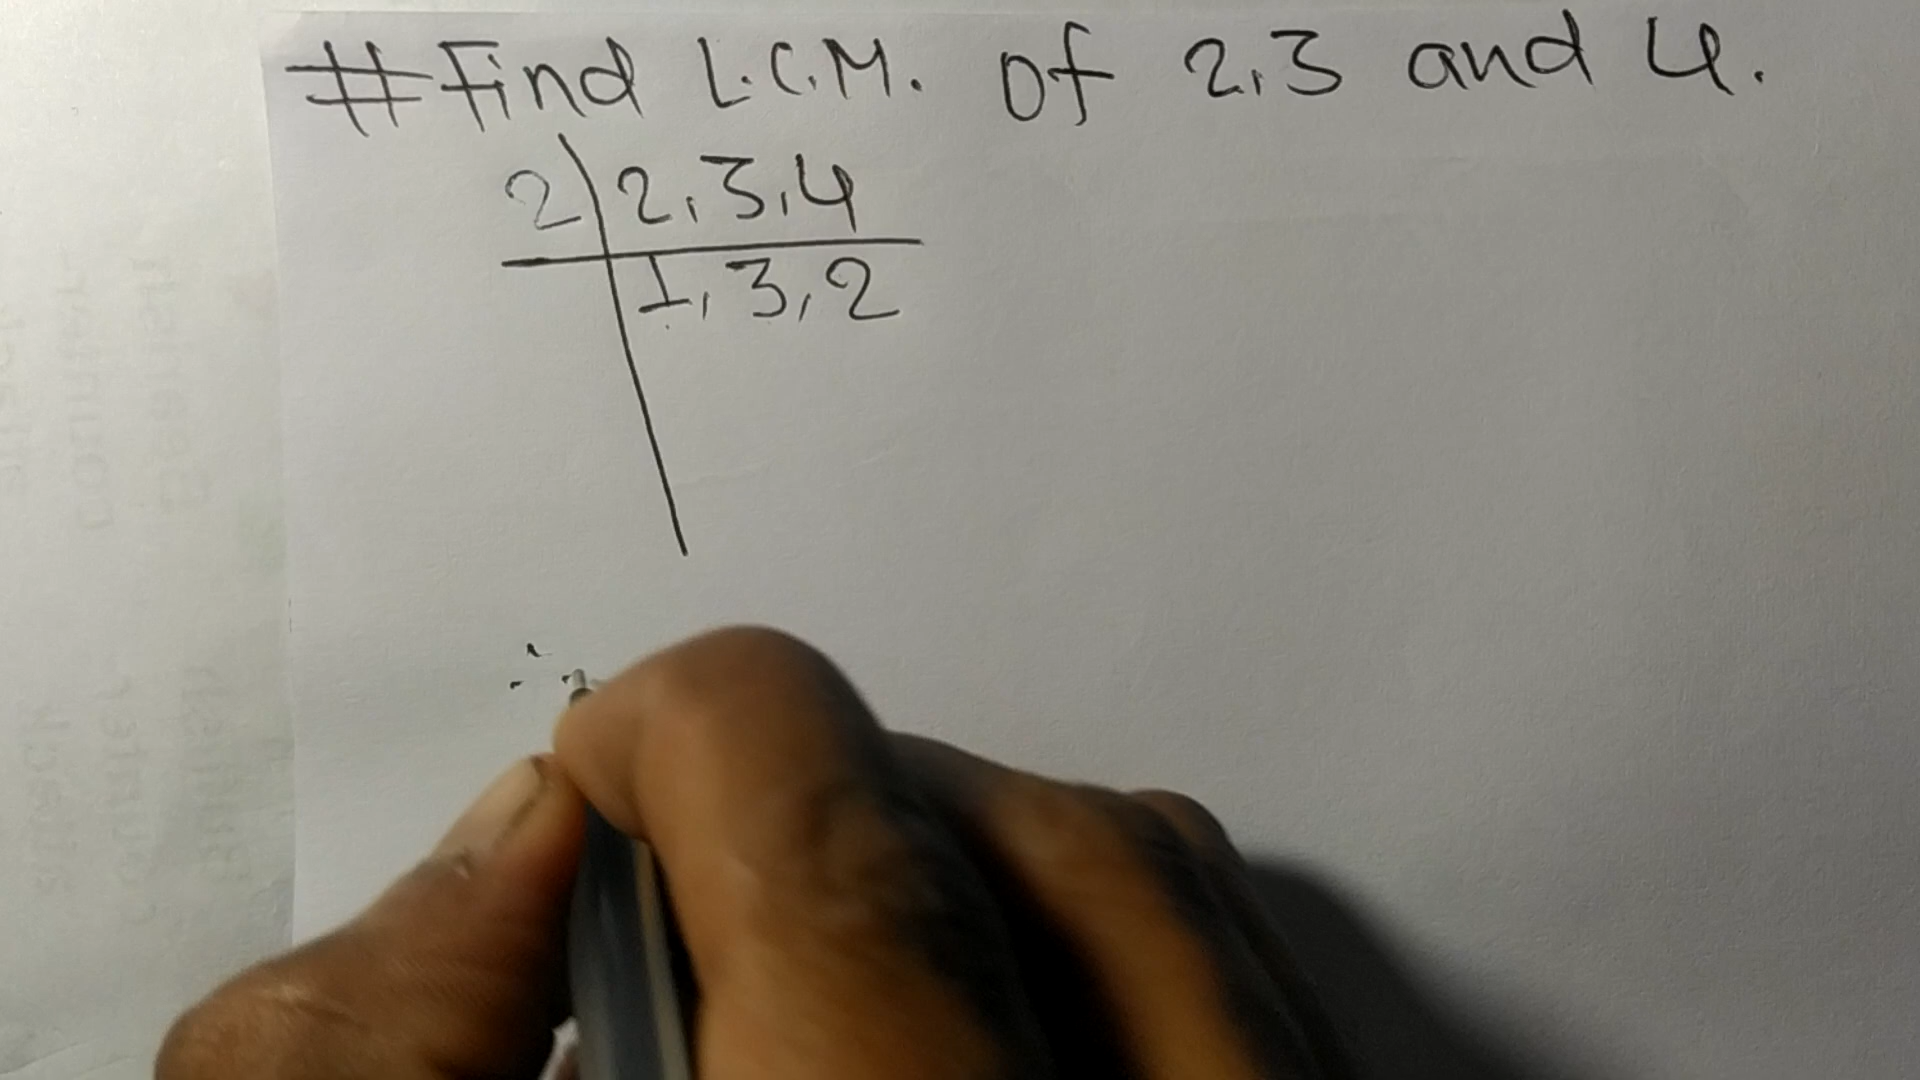 #Find L.C.M. of 2,3 and 4.
2 2,3,4
1,3,2
∴